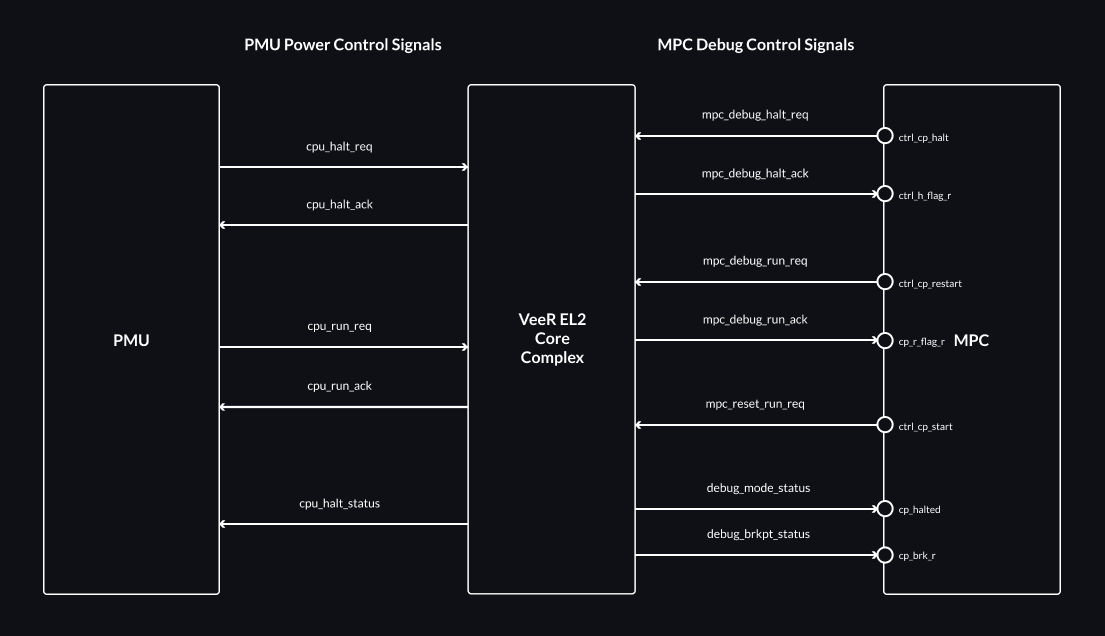 PMU Power Control Signals
MPC Debug Control Signals
PMU
cpu_halt_req
cpu_halt_ack
cpu_run_req
cpu_run_ack
cpu_halt_status
VeeR EL2
Core
Complex
mpc_debug_halt_req
mpc_debug_halt_ack
mpc_debug_run_req
mpc_debug_run_ack
mpc_reset_run_req
debug_mode_status
debug_brkpt_status
ctrl_cp_halt
ctrl_h_flag_r
ctrl_cp_restart
cp_r_flag_r
MPC
ctrl_cp_start
cp_halted
cp_brk_r